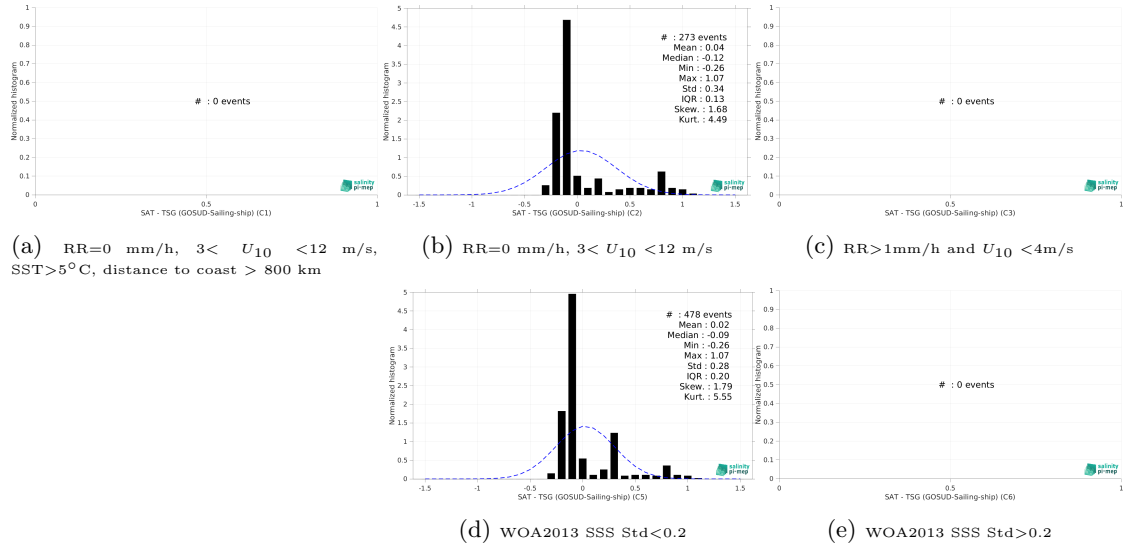 Normalized histogram
1
0.9
0.8
0.7
0.6
0.5
0.4
0.3
0.2
0.1
0
# : 0 events
salinity
pi-mep
0 0.5 1
SAT - TSG (GOSUD-Sailing-ship) (C1)
(a) RR=0 mm/h, 3< U10 <12 m/s,
SST>5°C, distance to coast > 800 km
Normalized histogram
5
4.5
4
3.5
3
2.5
2
1.5
1
0.5
0
# : 273 events
Mean : 0.04
Median : -0.12
Min : -0.26
Max : 1.07
Std : 0.34
IQR : 0.13
Skew. : 1.68
Kurt. : 4.49
salinity
pi-mep
-1.5 -1 -0.5 0 0.5 1 1.5
SAT - TSG (GOSUD-Sailing-ship) (C2)
(b) RR=0 mm/h, 3< U10 <12 m/s
Normalized histogram
1
0.9
0.8
0.7
0.6
0.5
0.4
0.3
0.2
0.1
0
# : 0 events
salinity
pi-mep
0 0.5 1
SAT - TSG (GOSUD-Sailing-ship) (C3)
(c) RR>1mm/h and U10 <4m/s
Normalized histogram
5
4.5
4
3.5
3
2.5
2
1.5
1
0.5
0
# : 478 events
Mean : 0.02
Median : -0.09
Min : -0.26
Max : 1.07
Std : 0.28
IQR : 0.20
Skew. : 1.79
Kurt. : 5.55
salinity
pi-mep
-1.5 -1 -0.5 0 0.5 1 1.5
SAT - TSG (GOSUD-Sailing-ship) (C5)
(d) WOA2013 SSS Std<0.2
Normalized histogram
1
0.9
0.8
0.7
0.6
0.5
0.4
0.3
0.2
0.1
0
# : 0 events
salinity
pi-mep
0 0.5 1
SAT - TSG (GOSUD-Sailing-ship) (C6)
(e) WOA2013 SSS Std>0.2